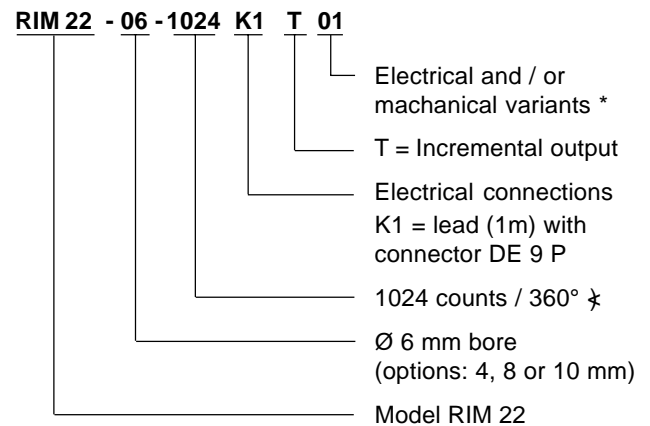 RIM 22 - 06 - 1024 K1 T 01
Electrical and / or
machanical variants *
T = Incremental output
Electrical connections
K1 = lead (1m) with
connector DE 9 P
1024 counts / 360° ∢
Ø 6 mm bore
(options: 4, 8 or 10 mm)
Model RIM 22